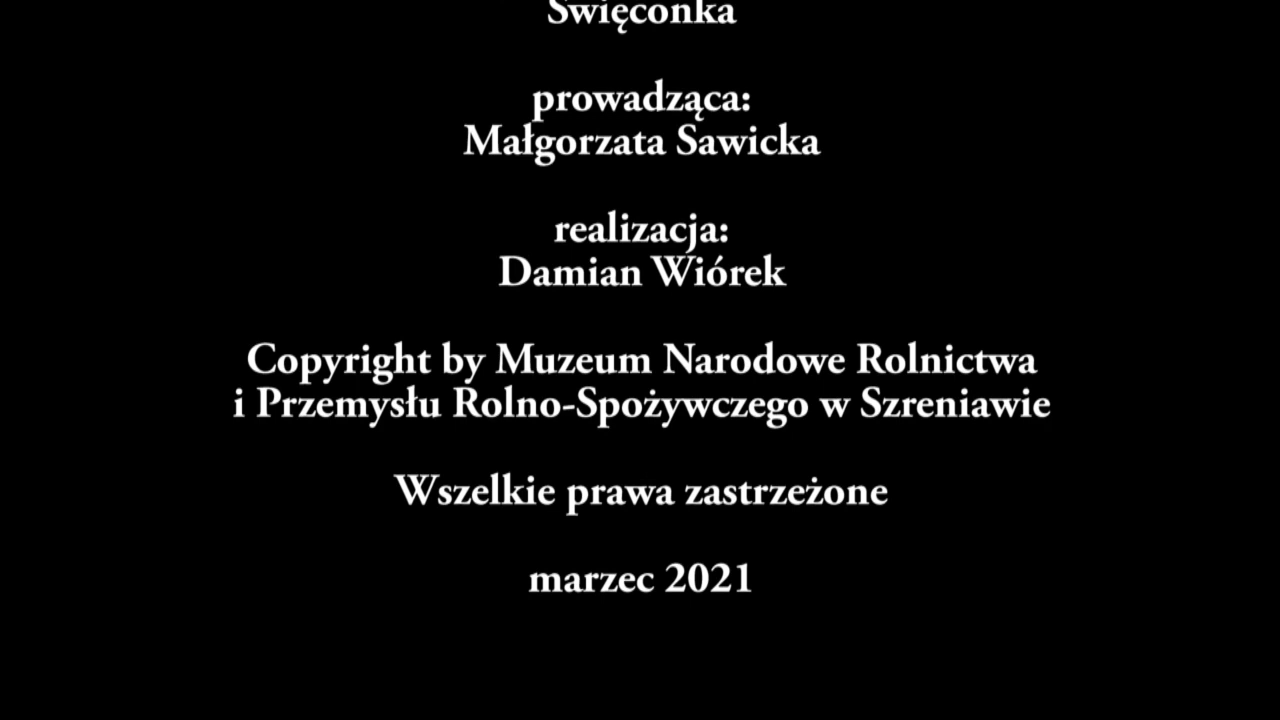 Święconka
prowadząca:
Małgorzata Sawicka
realizacja:
Damian Wiórek
Copyright by Muzeum Narodowe Rolnictwa
i Przemysłu Rolno-Spożywczego w Szreniawie
Wszelkie prawa zastrzeżone
marzec 2021